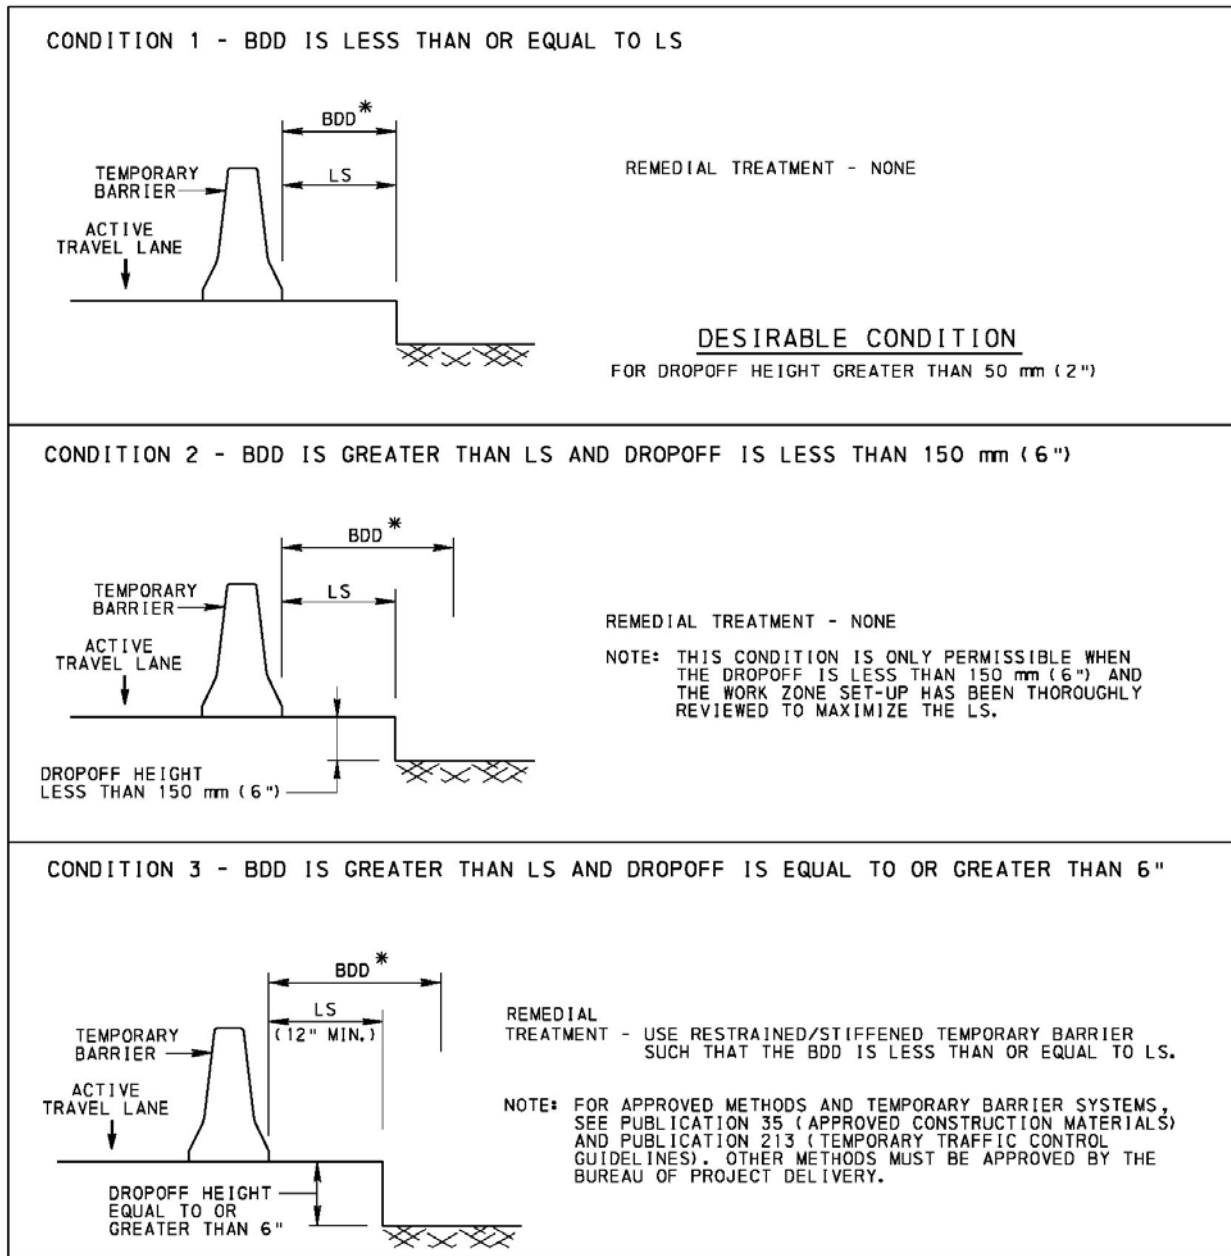 CONDITION 1 - BDD IS LESS THAN OR EQUAL TO LS
BDD*
LS
TEMPORARY
BARRIER
ACTIVE
TRAVEL LANE
REMEDIAL TREATMENT - NONE
DESIRABLE CONDITION
FOR DROPOFF HEIGHT GREATER THAN 50 mm (2")
CONDITION 2 - BDD IS GREATER THAN LS AND DROPOFF IS LESS THAN 150 mm (6")
BDD*
LS
TEMPORARY
BARRIER
ACTIVE
TRAVEL LANE
DROPOFF HEIGHT
LESS THAN 150 mm (6")
REMEDIAL TREATMENT - NONE
NOTE: THIS CONDITION IS ONLY PERMISSIBLE WHEN
THE DROPOFF IS LESS THAN 150 mm (6") AND
THE WORK ZONE SET-UP HAS BEEN THOROUGHLY
REVIEWED TO MAXIMIZE THE LS.
CONDITION 3 - BDD IS GREATER THAN LS AND DROPOFF IS EQUAL TO OR GREATER THAN 6"
BDD*
LS
(12" MIN.)
TEMPORARY
BARRIER
ACTIVE
TRAVEL LANE
DROPOFF HEIGHT
EQUAL TO OR
GREATER THAN 6"
REMEDIAL
TREATMENT - USE RESTRAINED/STIFFENED TEMPORARY BARRIER
SUCH THAT THE BDD IS LESS THAN OR EQUAL TO LS.
NOTE: FOR APPROVED METHODS AND TEMPORARY BARRIER SYSTEMS,
SEE PUBLICATION 35 (APPROVED CONSTRUCTION MATERIALS)
AND PUBLICATION 213 (TEMPORARY TRAFFIC CONTROL
GUIDELINES). OTHER METHODS MUST BE APPROVED BY THE
BUREAU OF PROJECT DELIVERY.